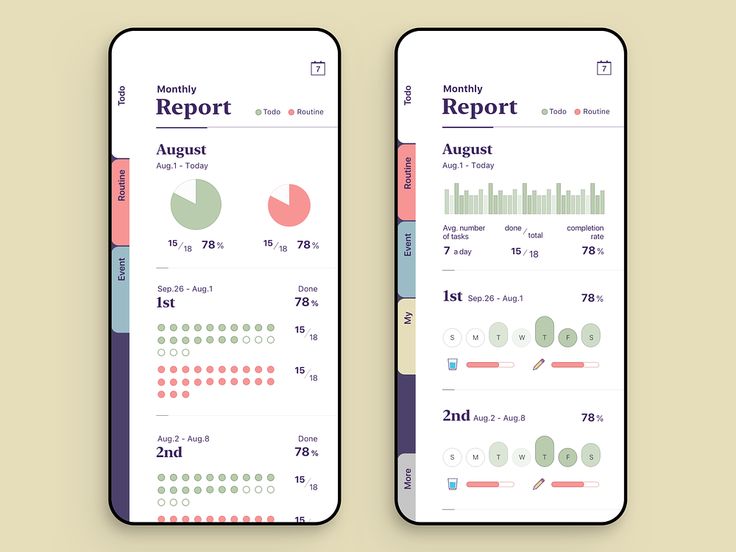 7
Monthly
Report
Todo
Routine
August
Aug.1 - Today
15/18 78%
15/18 78%
Sep.26 - Aug.1
Done
1st
78%
15/18
15/18
Aug.2 - Aug.8
Done
2nd
78%
15/18
15/
Todo
Routine
Event
7
Monthly
Report
Todo
Routine
August
Aug.1 - Today
Avg. number
of tasks
done/total
completion
rate
7 a day
15/18
78%
1st Sep.26 - Aug.1
78%
S M T W T F S
2nd Aug.2 - Aug.8
78%
S M T W T F S
Todo
Routine
Event
My
More